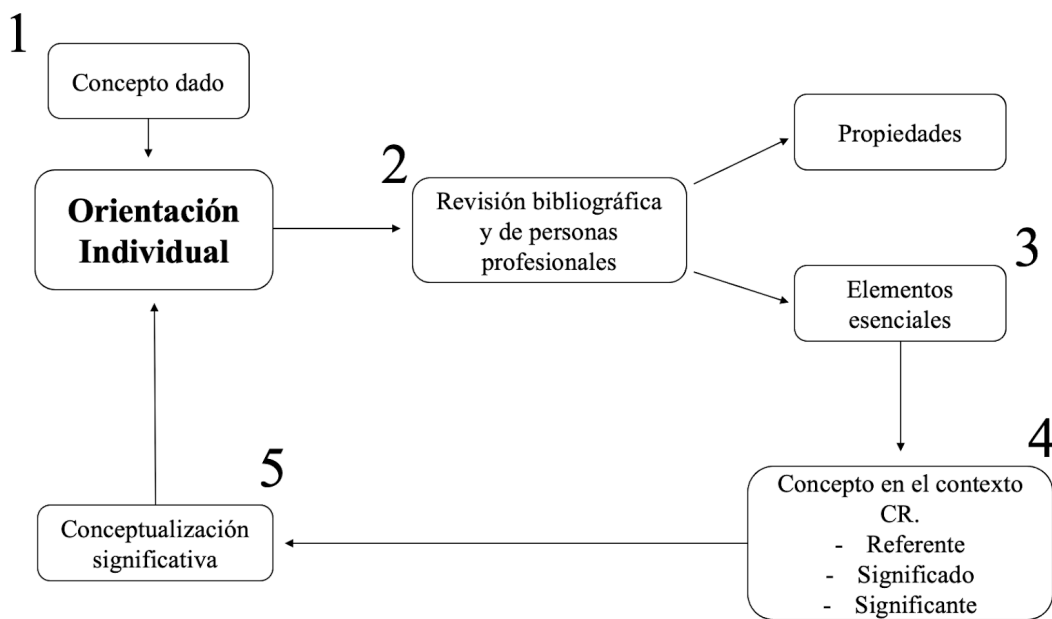 1
Concepto dado
Orientación
Individual
2
Revisión bibliográfica
y de personas
profesionales
Propiedades
3
Elementos
esenciales
4
Concepto en el contexto
CR.
- Referente
- Significado
- Significante
5
Conceptualización
significativa